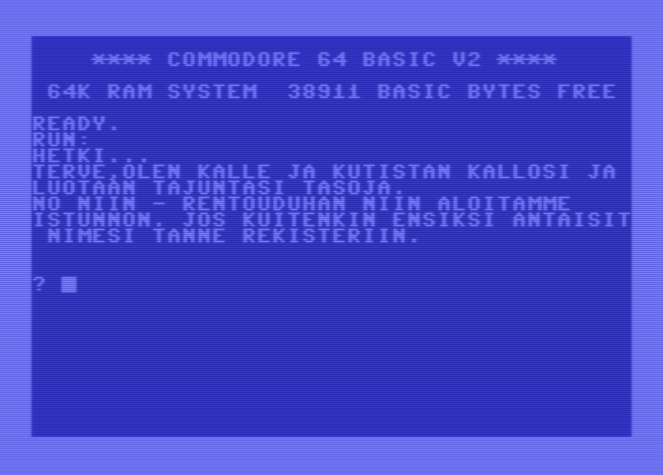 **** COMMODORE 64 BASIC V2 ****
64K RAM SYSTEM  38911 BASIC BYTES FREE
READY.
RUN:
HETKI...
TERVE,OLEN KALLE JA KUTISTAN KALLOSI JA
LUOTAAN TAJUNTASI TASOJA.
NO NIIN - RENTOUDUHAN NIIN ALOITAMME
ISTUNNON. JOS KUITENKIN ENSIKSI ANTAISIT
NIMESI TANNE REKISTERIIN.
?